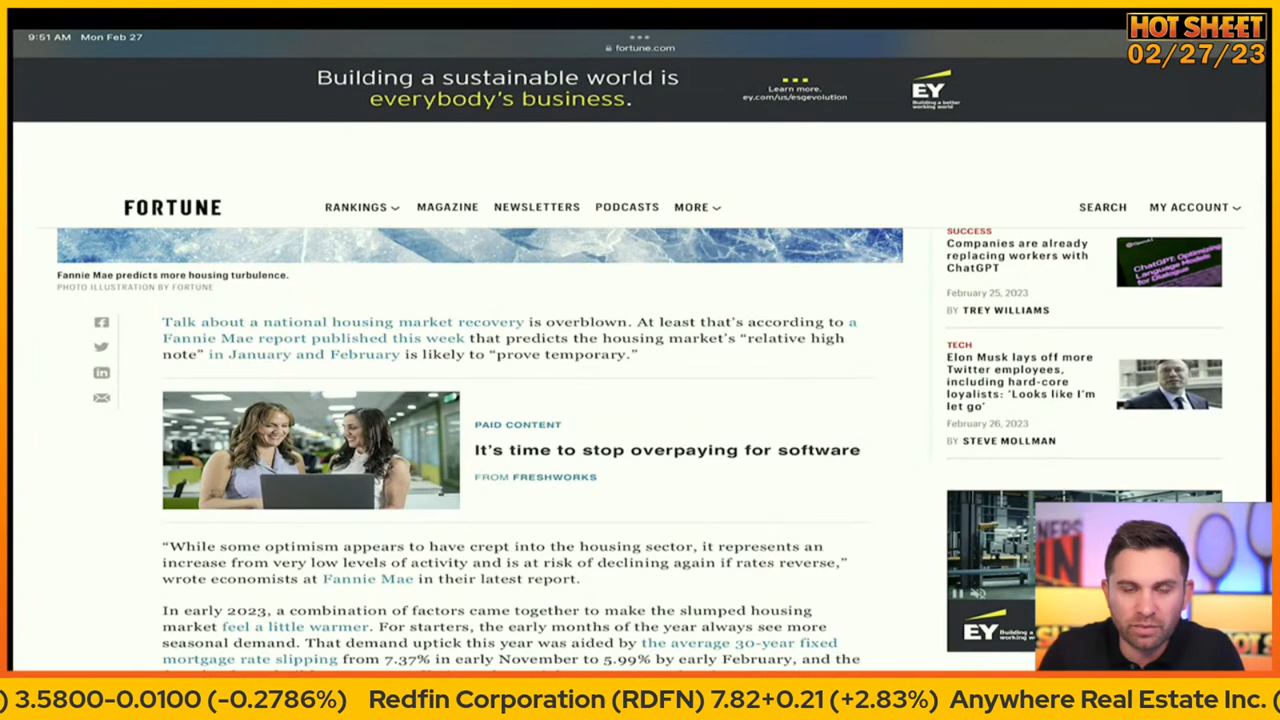 9:51 AM Mon Feb 27
fortune.com
HOT SHEET
02/27/23
Building a sustainable world is
everybody's business.
Learn more.
ey.com/us/esgevolution
EY
Building a better
working world
FORTUNE
RANKINGS
MAGAZINE
NEWSLETTERS
PODCASTS
MORE
SEARCH
MY ACCOUNT
Fannie Mae predicts more housing turbulence.
PHOTO ILLUSTRATION BY FORTUNE
Talk about a national housing market recovery is overblown. At least that's according to a
Fannie Mae report published this week that predicts the housing market's “relative high
note” in January and February is likely to “prove temporary.”
PAID CONTENT
It's time to stop overpaying for software
FROM FRESHWORKS
“While some optimism appears to have crept into the housing sector, it represents an
increase from very low levels of activity and is at risk of declining again if rates reverse,”
wrote economists at Fannie Mae in their latest report.
In early 2023, a combination of factors came together to make the slumped housing
market feel a little warmer. For starters, the early months of the year always see more
seasonal demand. That demand uptick this year was aided by the average 30-year fixed
mortgage rate slipping from 7.37% in early November to 5.99% by early February, and the
SUCCESS
Companies are already
replacing workers with
ChatGPT
February 25, 2023
BY TREY WILLIAMS
ChatGPT: Optimizing
Language Models
for Dialogue
TECH
Elon Musk lays off more
Twitter employees,
including hard-core
loyalists: ‘Looks like I'm
let go’
February 26, 2023
BY STEVE MOLLMAN
EY
Building a
working w
) 3.5800-0.0100 (-0.2786%) Redfin Corporation (RDFN) 7.82+0.21 (+2.83%) Anywhere Real Estate Inc. (